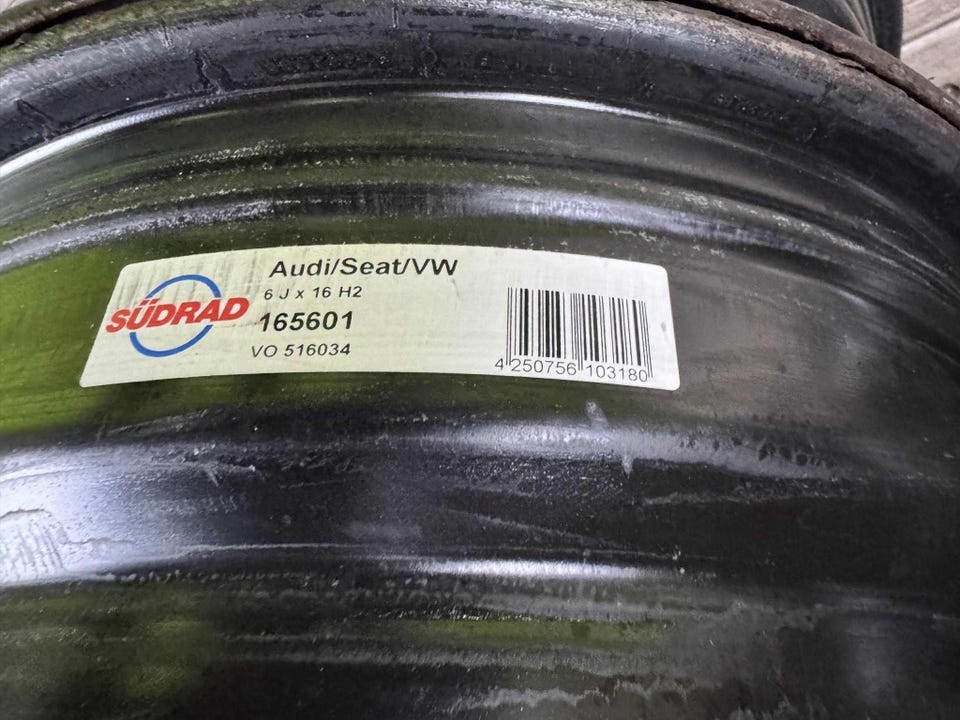 SÜDRAD
Audi/Seat/VW
6 J x 16 H2
165601
VO 516034
4 250756 103180